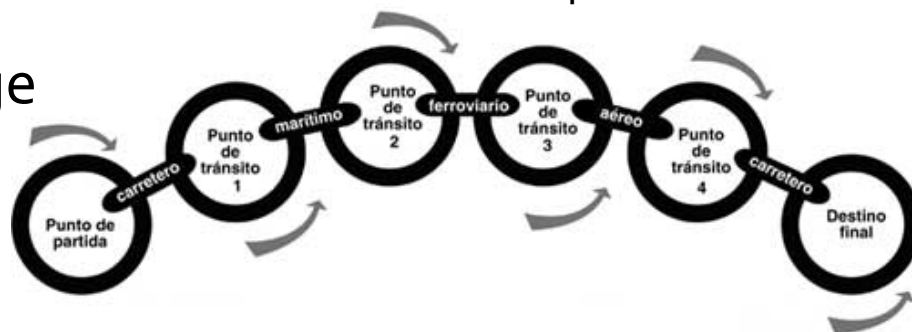 ge
Punto de
partida
carretero
Punto
de
tránsito
1
marítimo
Punto
de
tránsito
2
ferroviario
Punto
de
tránsito
3
aéreo
Punto
de
tránsito
4
carretero
Destino
final